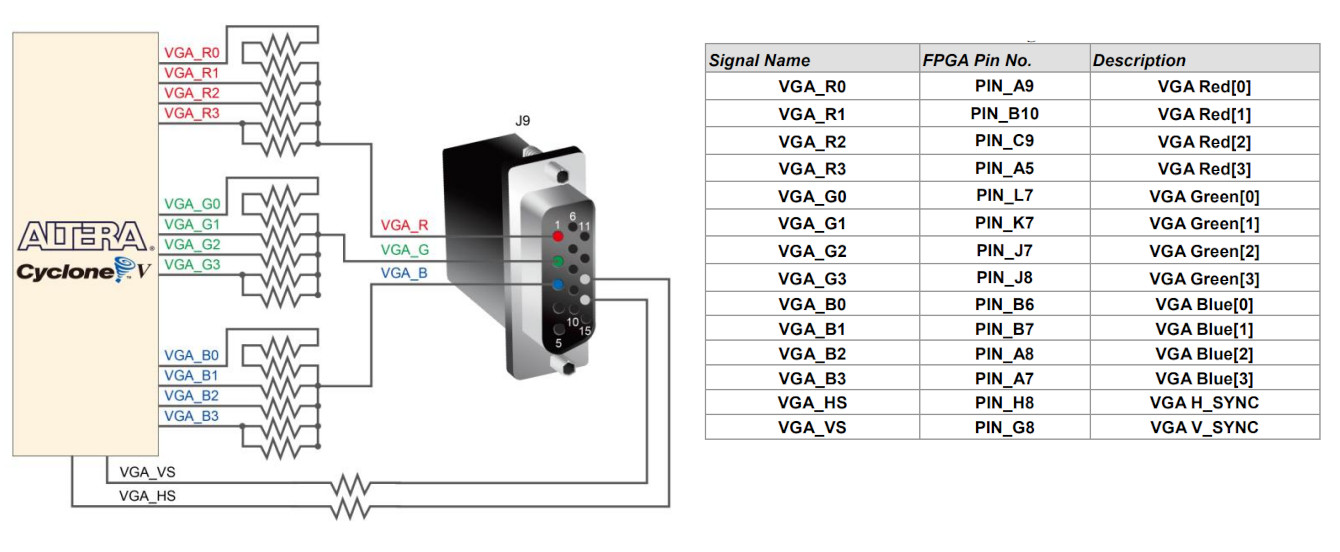 VGA_R0
VGA_R1
VGA_R2
VGA_R3
VGA_G0
VGA_G1
VGA_G2
VGA_G3
ALTERA
Cyclone V
VGA_B0
VGA_B1
VGA_B2
VGA_B3
VGA_VS
VGA_HS
VGA_R
VGA_G
VGA_B
J9
1
6
11
5
10
15
Signal Name FPGA Pin No. Description
VGA_R0 PIN_A9 VGA Red[0]
VGA_R1 PIN_B10 VGA Red[1]
VGA_R2 PIN_C9 VGA Red[2]
VGA_R3 PIN_A5 VGA Red[3]
VGA_G0 PIN_L7 VGA Green[0]
VGA_G1 PIN_K7 VGA Green[1]
VGA_G2 PIN_J7 VGA Green[2]
VGA_G3 PIN_J8 VGA Green[3]
VGA_B0 PIN_B6 VGA Blue[0]
VGA_B1 PIN_B7 VGA Blue[1]
VGA_B2 PIN_A8 VGA Blue[2]
VGA_B3 PIN_A7 VGA Blue[3]
VGA_HS PIN_H8 VGA H_SYNC
VGA_VS PIN_G8 VGA V_SYNC